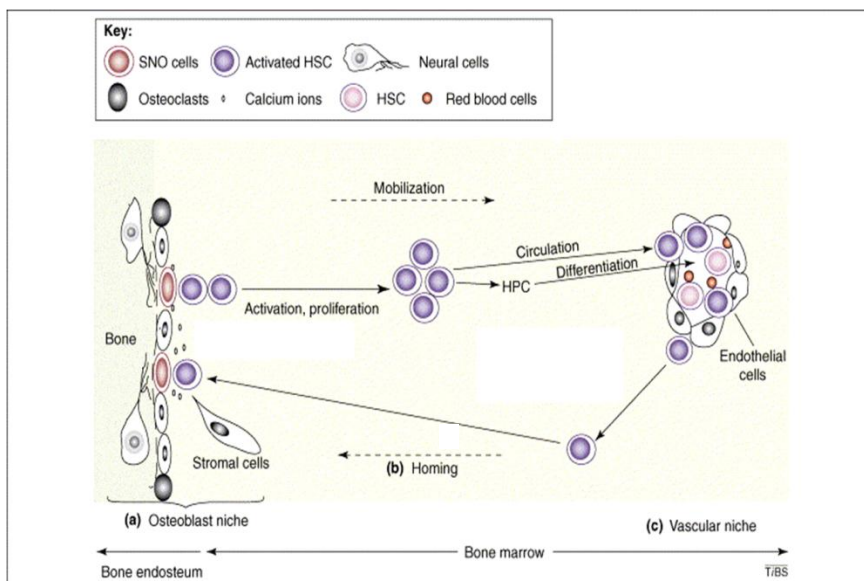 Key:
SNO cells
Activated HSC
Neural cells
Osteoclasts
Calcium ions
HSC
Red blood cells
Mobilization
Circulation
Differentiation
HPC
Activation, proliferation
Bone
Endothelial
cells
Stromal cells
(b) Homing
(a) Osteoblast niche
(c) Vascular niche
Bone marrow
Bone endosteum
TiBS